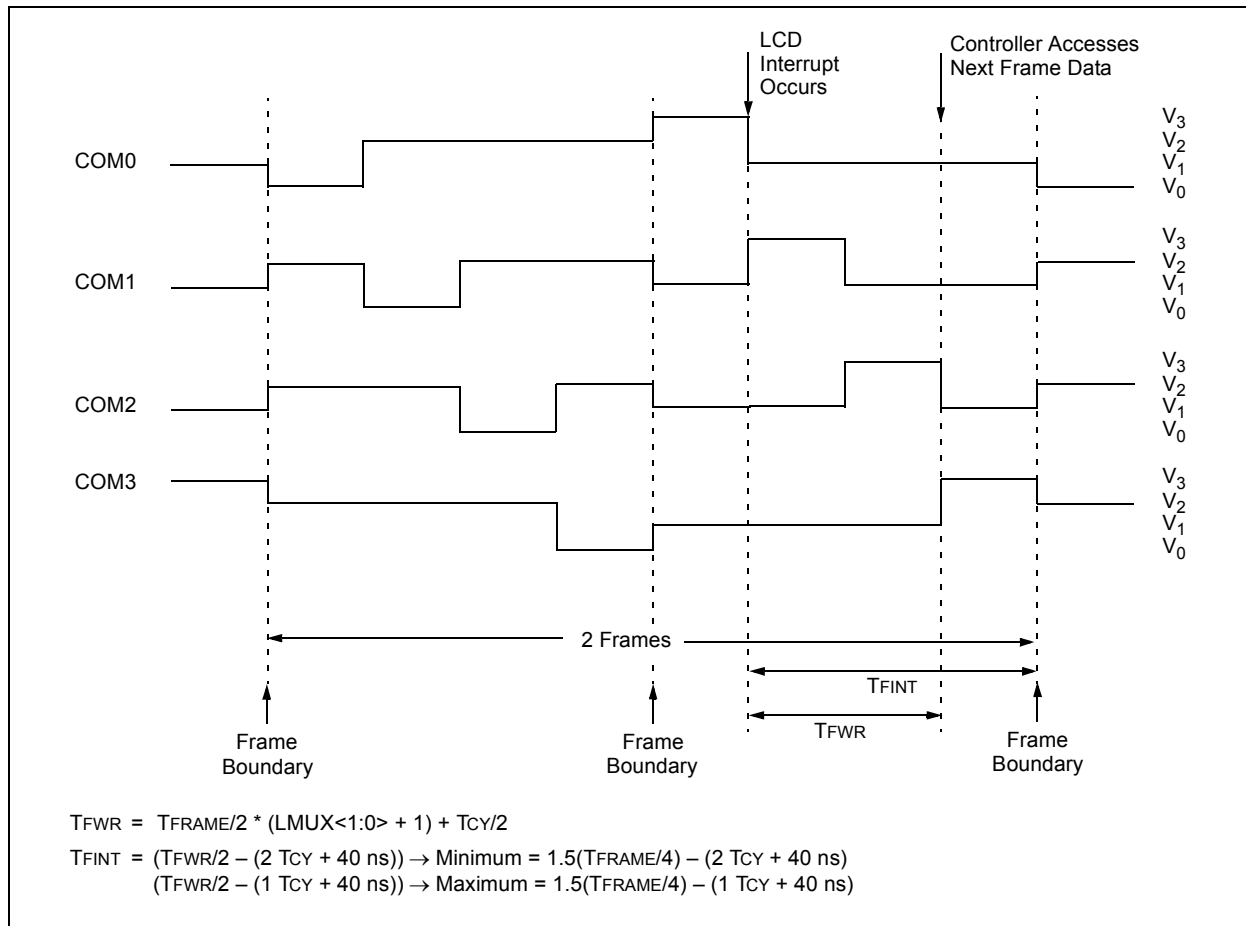 LCD
Interrupt
Occurs
Controller Accesses
Next Frame Data
COM0
V3
V2
V1
V0
COM1
V3
V2
V1
V0
COM2
V3
V2
V1
V0
COM3
V3
V2
V1
V0
2 Frames
TFINT
TFWR
Frame
Boundary
Frame
Boundary
Frame
Boundary
TFWR = TFRAME/2 * (LMUX<1:0> + 1) + TCY/2
TFINT = (TFWR/2 – (2 TCY + 40 ns)) → Minimum = 1.5(TFRAME/4) – (2 TCY + 40 ns)
(TFWR/2 – (1 TCY + 40 ns)) → Maximum = 1.5(TFRAME/4) – (1 TCY + 40 ns)